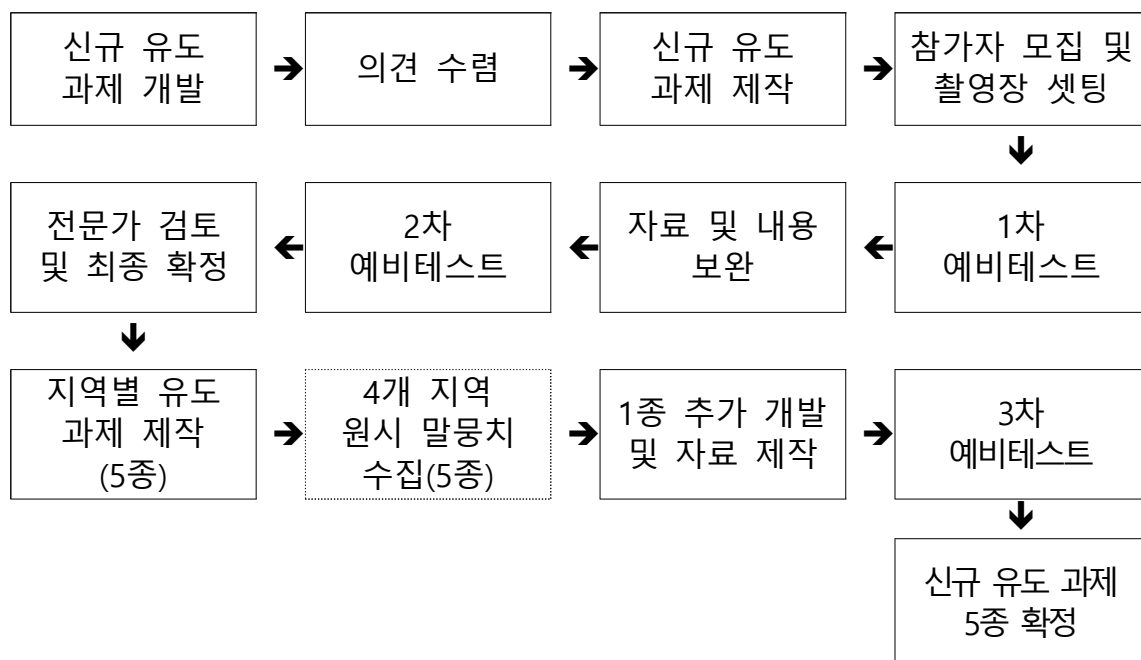 신규 유도
과제 개발
의견 수렴
신규 유도
과제 제작
참가자 모집 및
촬영장 셋팅
1차
예비테스트
자료 및 내용
보완
2차
예비테스트
전문가 검토
및 최종 확정
지역별 유도
과제 제작
(5종)
4개 지역
원시 말뭉치
수집(5종)
1종 추가 개발
및 자료 제작
3차
예비테스트
신규 유도 과제
5종 확정